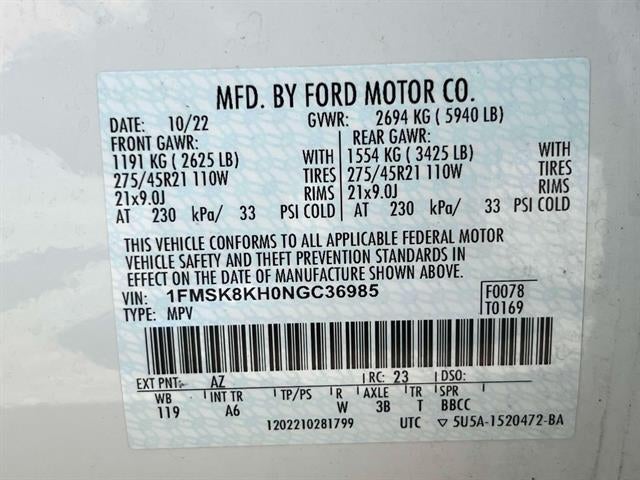 MFD. BY FORD MOTOR CO.
DATE: 10/22 GVWR: 2694 KG ( 5940 LB)
FRONT GAWR: REAR GAWR:
1191 KG ( 2625 LB) WITH 1554 KG ( 3425 LB) WITH
275/45R21 110W TIRES 275/45R21 110W TIRES
21x9.0J RIMS 21x9.0J RIMS
AT 230 kPa/ 33 PSI COLD AT 230 kPa/ 33 PSI COLD
THIS VEHICLE CONFORMS TO ALL APPLICABLE FEDERAL MOTOR
VEHICLE SAFETY AND THEFT PREVENTION STANDARDS IN
EFFECT ON THE DATE OF MANUFACTURE SHOWN ABOVE.
VIN: 1FMSK8KH0NGC36985 F0078
TYPE: MPV T0169
EXT PNT: AZ RC: 23 DSO:
WB INT TR TP/PS R AXLE TR SPR
119 A6 W 3B T BBCC
1202210281799 UTC ▽ 5U5A-1520472-BA